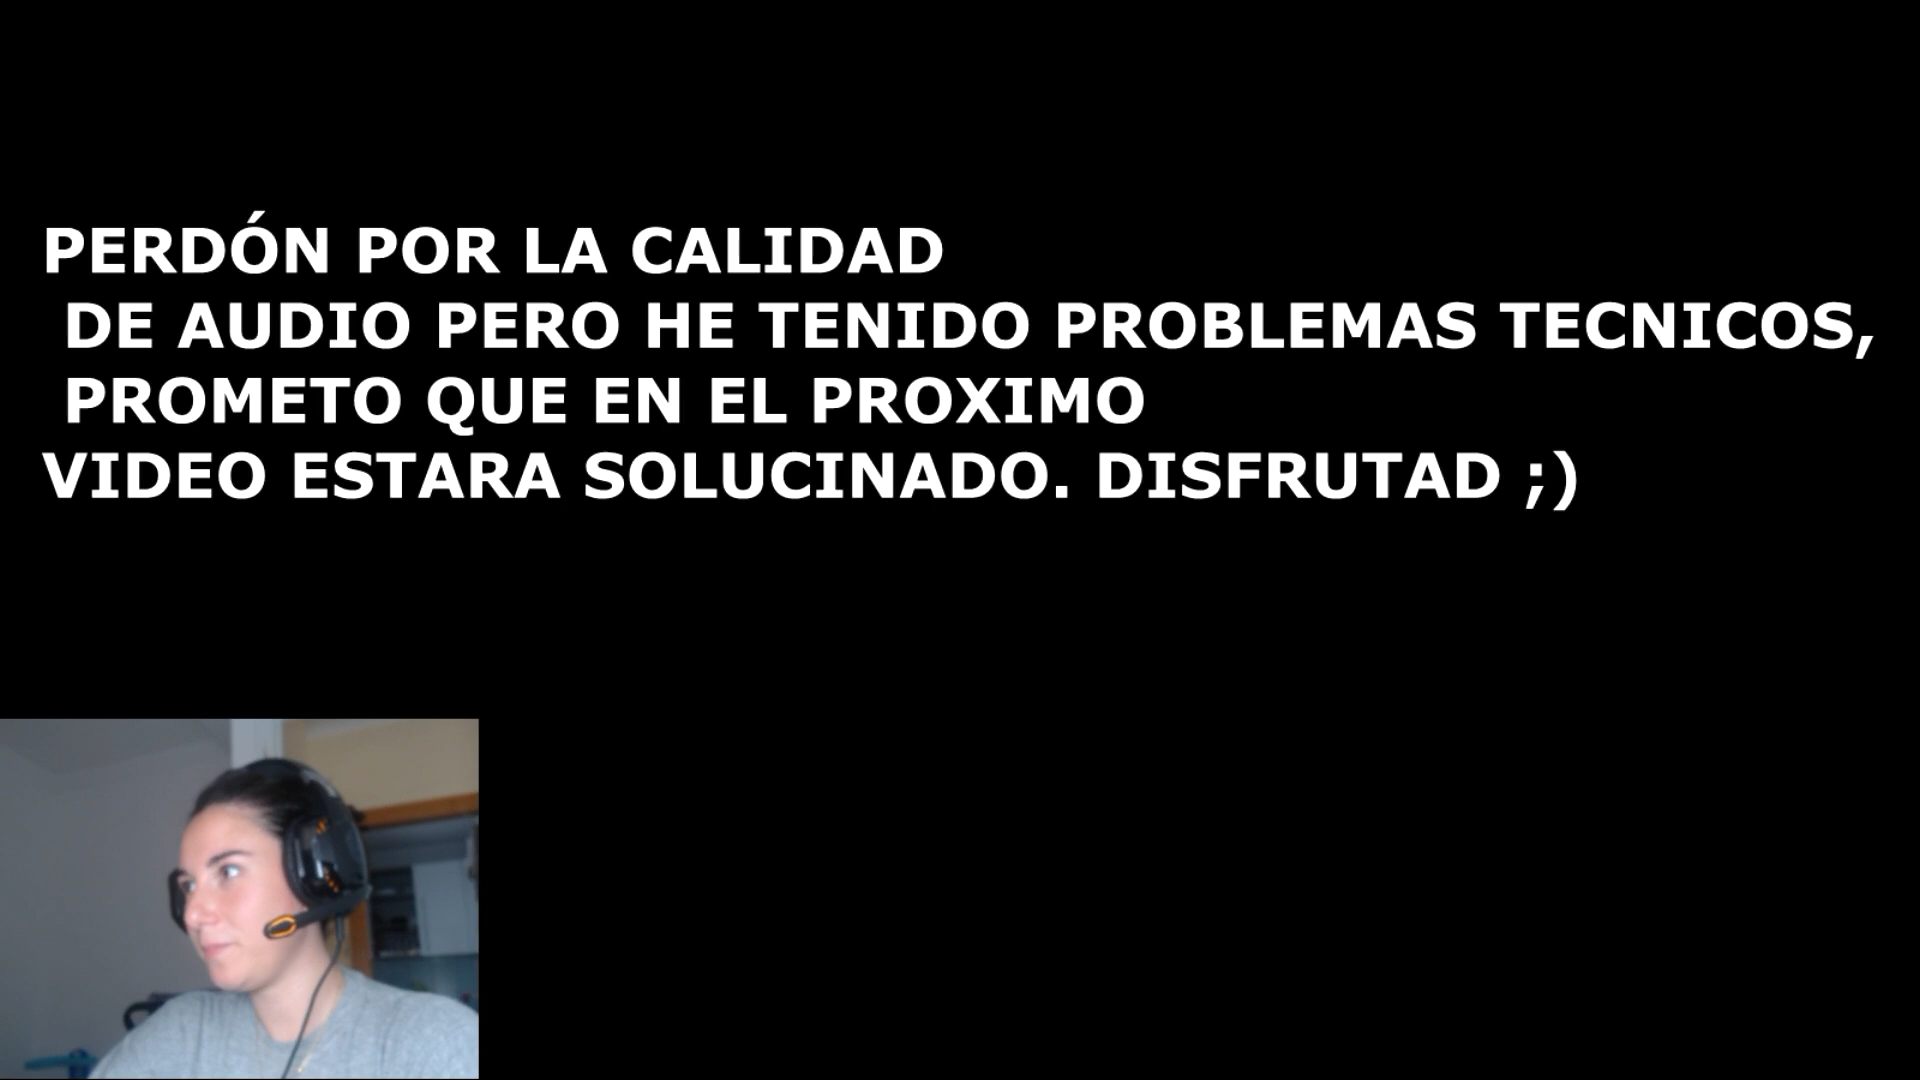 PERDÓN POR LA CALIDAD
DE AUDIO PERO HE TENIDO PROBLEMAS TECNICOS,
PROMETO QUE EN EL PROXIMO
VIDEO ESTARA SOLUCINADO. DISFRUTAD ;)